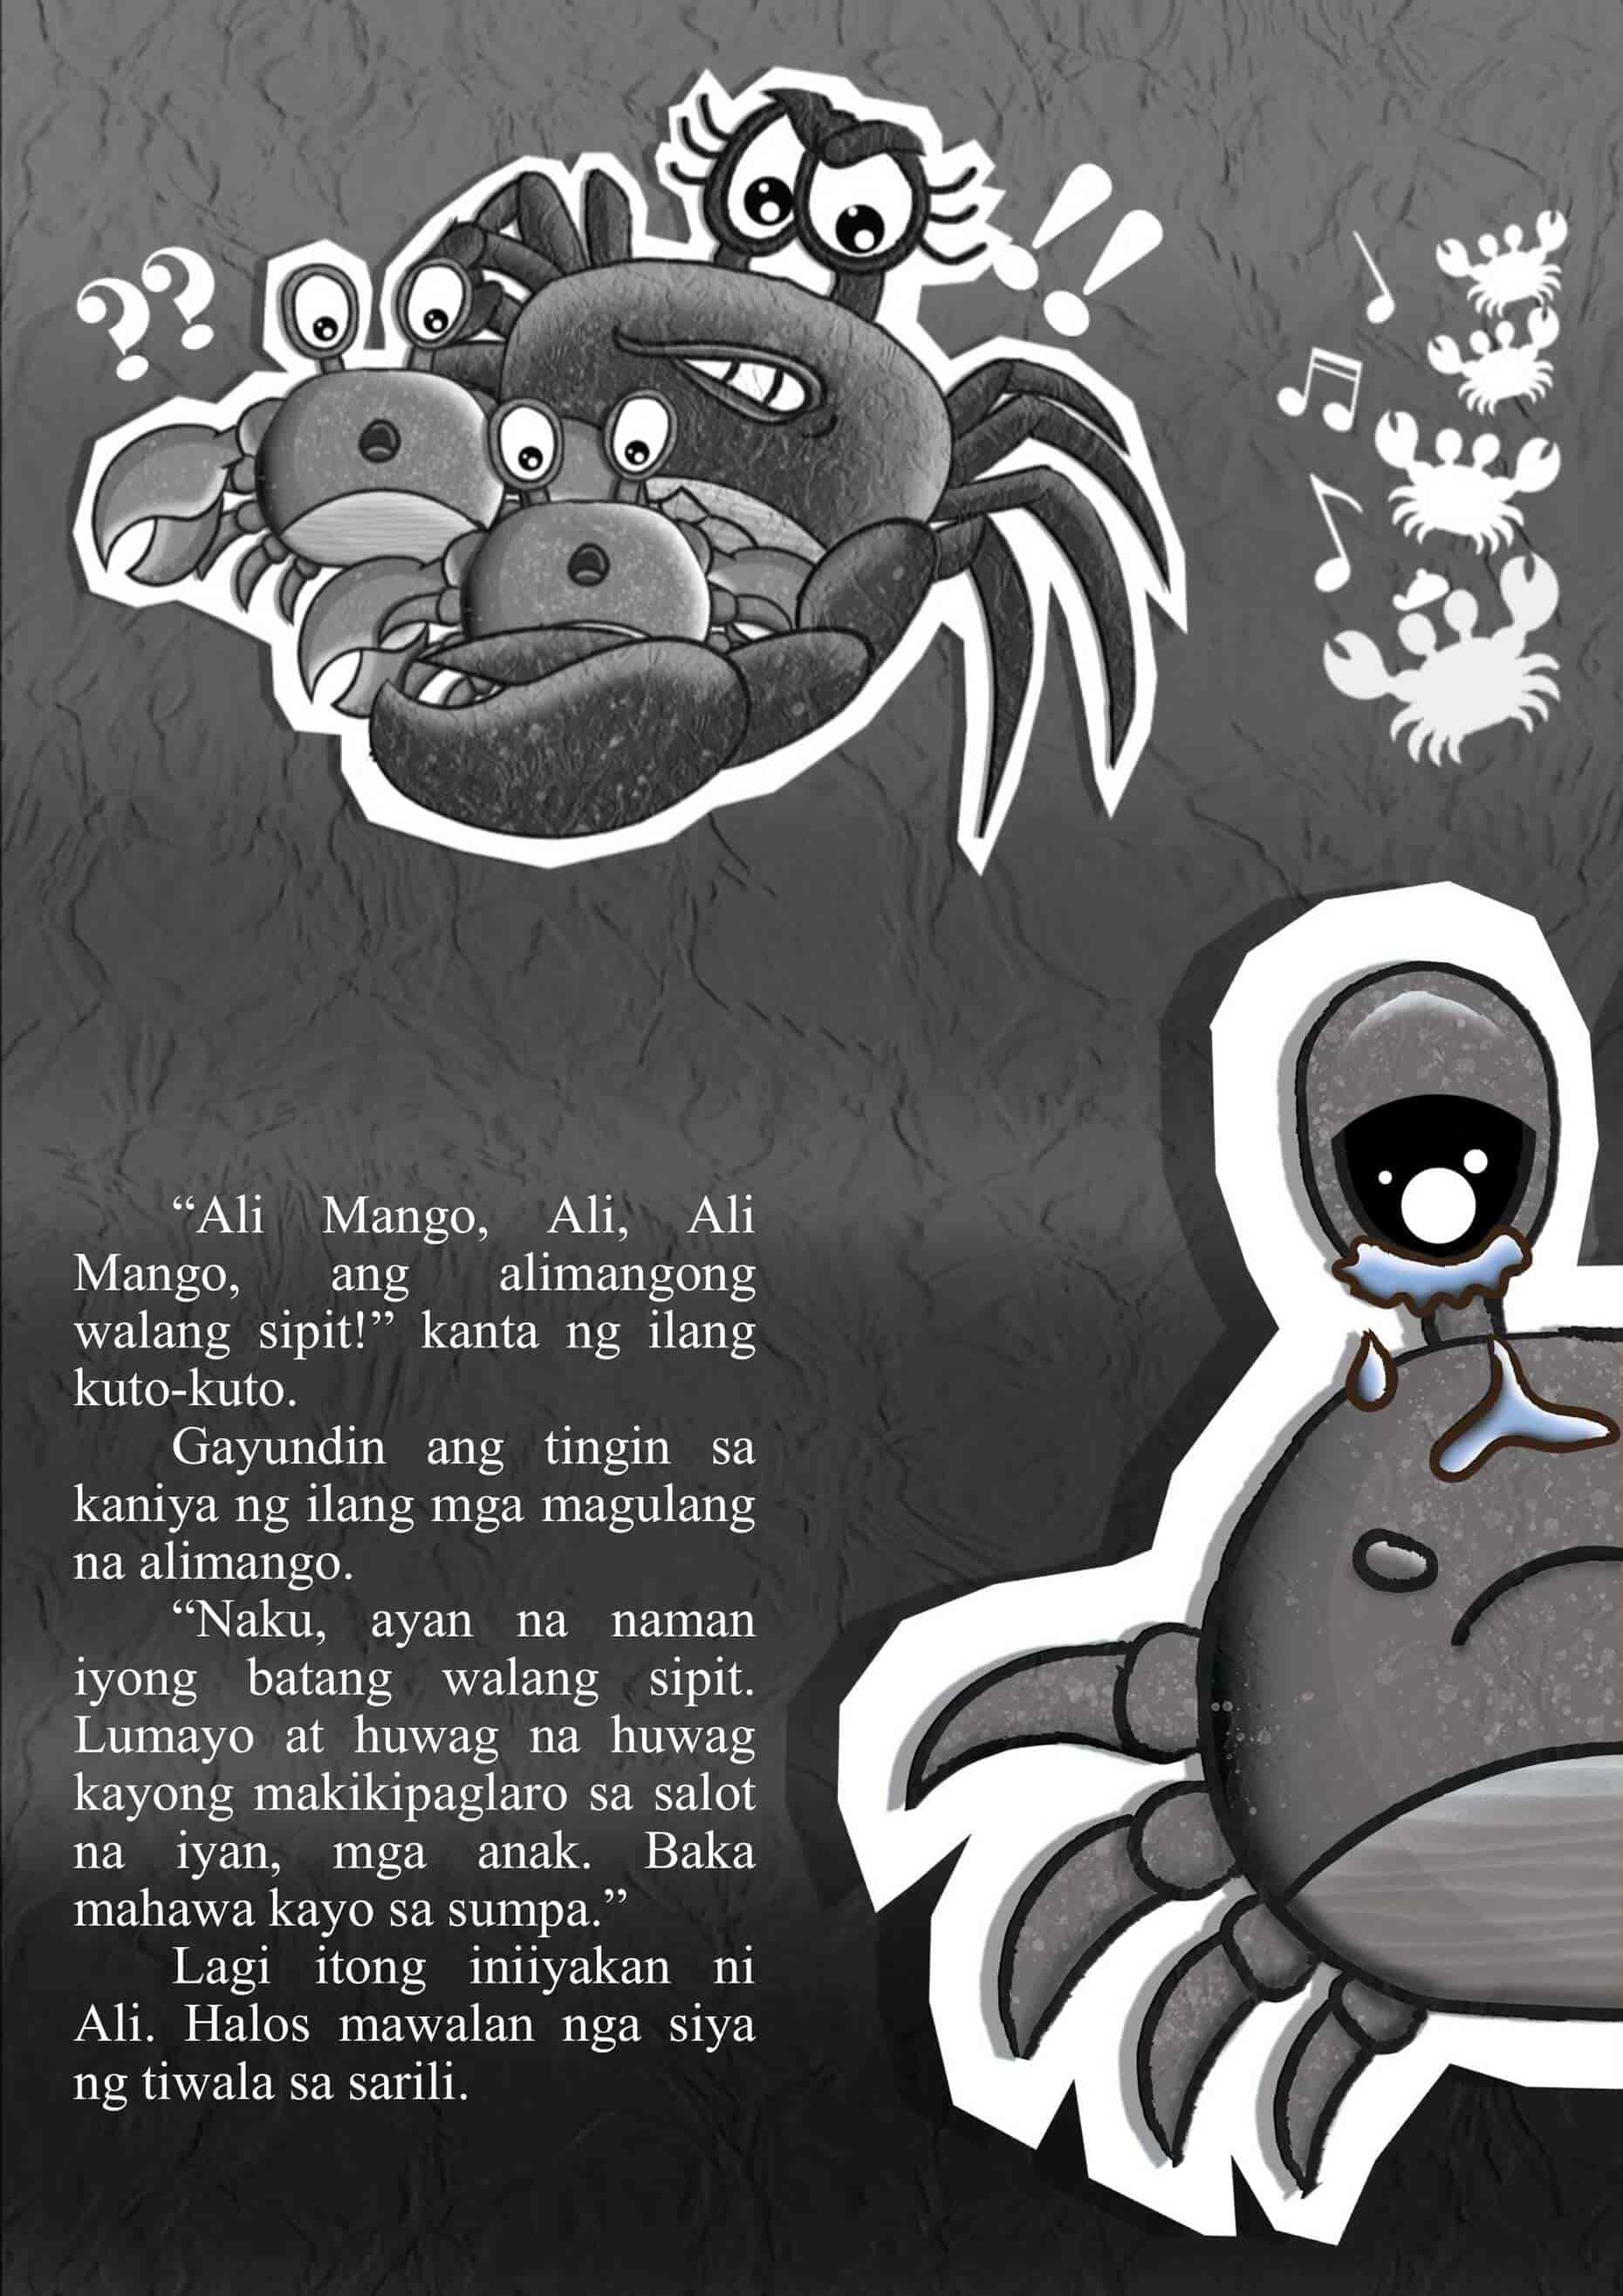 ??
!!
“Ali Mango, Ali, Ali
Mango, ang alimangong
walang sipit!” kanta ng ilang
kuto-kuto.
Gayundin ang tingin sa
kaniya ng ilang mga magulang
na alimango.
“Naku, ayan na naman
iyong batang walang sipit.
Lumayo at huwag na huwag
kayong makikipaglaro sa salot
na iyan, mga anak. Baka
mahawa kayo sa sumpa.”
Lagi itong iniiyakan ni
Ali. Halos mawalan nga siya
ng tiwala sa sarili.